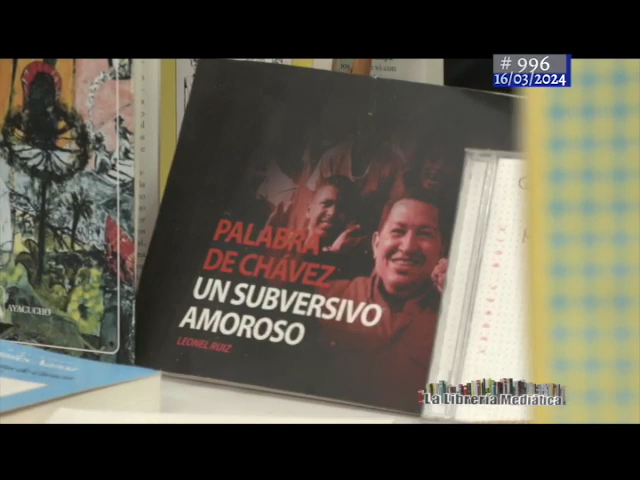 # 996
16/03/2024
PALABRA
DE CHÁVEZ
UN SUBVERSIVO
AMOROSO
LEONEL RUIZ
AYACUCHO
La Librería Mediática